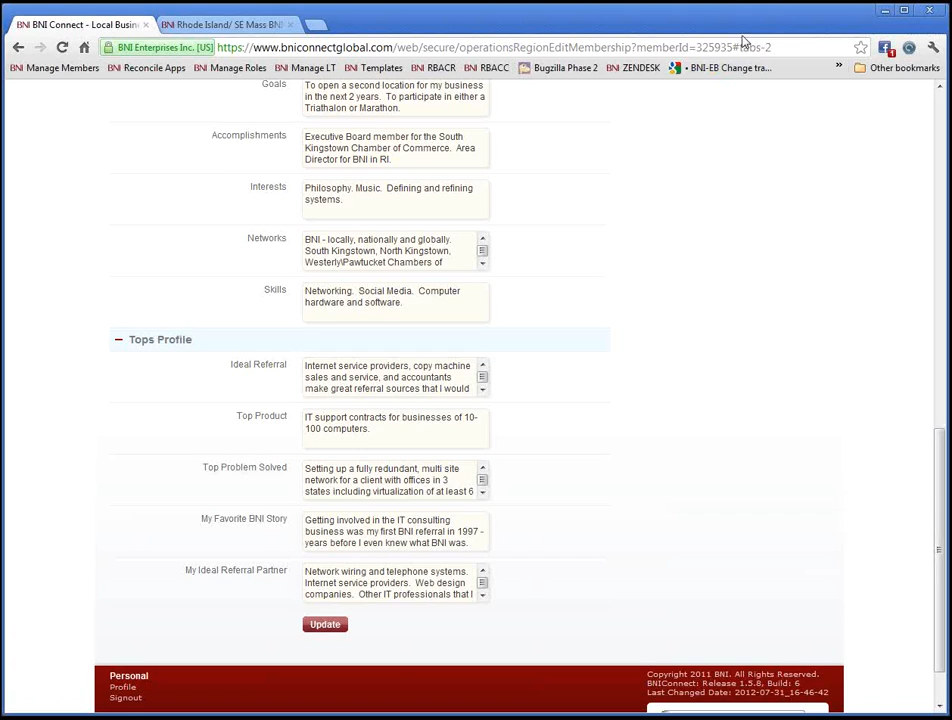 BNI BNI Connect - Local Busin
BNI Rhode Island/ SE Mass BNI
BNI Enterprises Inc. [US]
https://www.bniconnectglobal.com/web/secure/operationsRegionEditMembership?memberId=325935#tabs-2
BNI Manage Members
BNI Reconcile Apps
BNI Manage Roles
BNI Manage LT
BNI Templates
BNI RBACR
BNI RBACC
BNI Bugzilla Phase 2
BNI ZENDESK
BNI-EB Change tra...
Other bookmarks
Goals
To open a second location for my business
in the next 2 years. To participate in either a
Triathalon or Marathon.
Accomplishments
Executive Board member for the South
Kingstown Chamber of Commerce. Area
Director for BNI in RI.
Interests
Philosophy. Music. Defining and refining
systems.
Networks
BNI - locally, nationally and globally.
South Kingstown, North Kingstown,
Westerly\Pawtucket Chambers of
Skills
Networking. Social Media. Computer
hardware and software.
Tops Profile
Ideal Referral
Internet service providers, copy machine
sales and service, and accountants
make great referral sources that I would
Top Product
IT support contracts for businesses of 10-
100 computers.
Top Problem Solved
Setting up a fully redundant, multi site
network for a client with offices in 3
states including virtualization of at least 6
My Favorite BNI Story
Getting involved in the IT consulting
business was my first BNI referral in 1997 -
years before I even knew what BNI was.
My Ideal Referral Partner
Network wiring and telephone systems.
Internet service providers. Web design
companies. Other IT professionals that I
Update
Personal
Profile
Signout
Copyright 2011 BNI. All Rights Reserved.
BNIConnect: Release 1.5.8, Build: 6
Last Changed Date: 2012-07-31_16-46-42